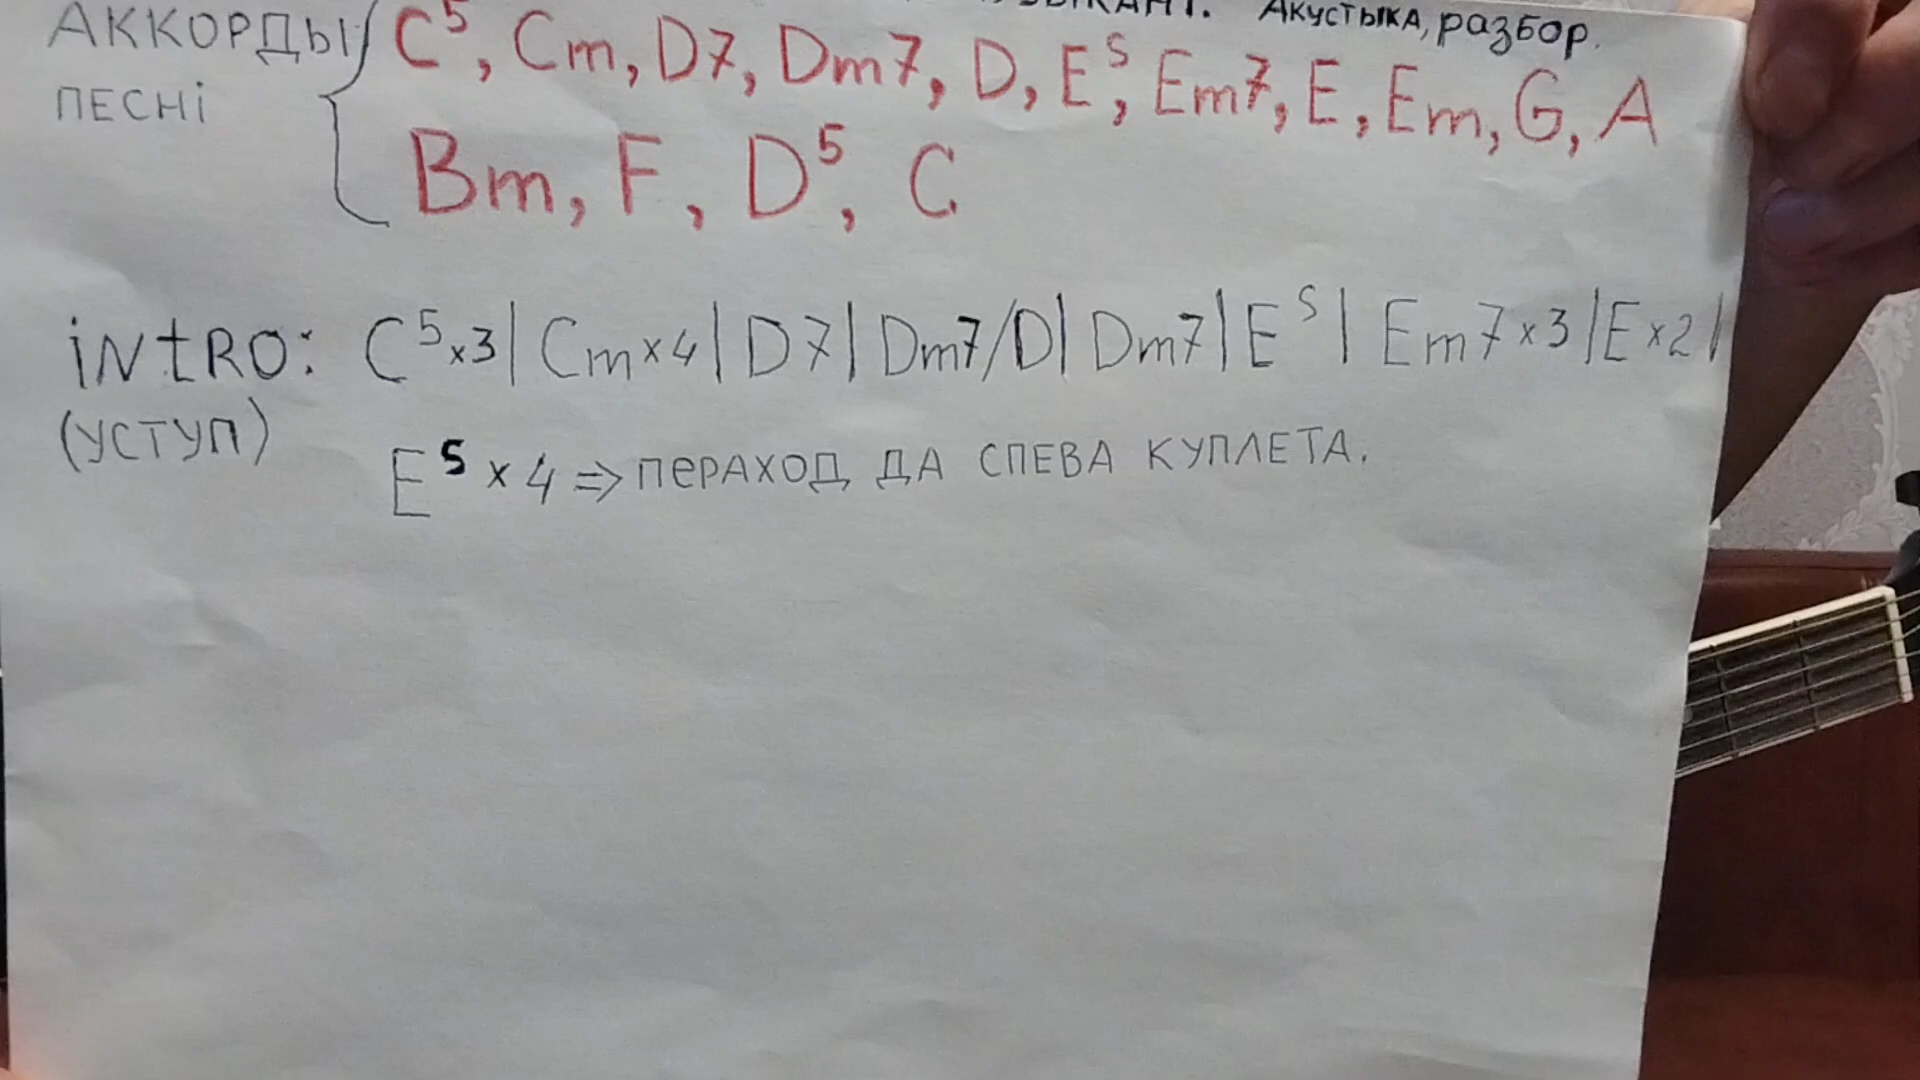 Акустыка, разбор.
АККОРДЫ C⁵, Cm, D7, Dm7, D, E⁵, Em7, E, Em, G, A
ПЕСНі Bm, F, D⁵, C
iNtRO: C⁵x3 | Cmx4 | D7 | Dm7/D | Dm7 | E⁵ | Em7x3 | Ex2 |
(УСТУП) E⁵x4 => ПЕРАХОД ДА СПЕВА КУПЛЕТА.